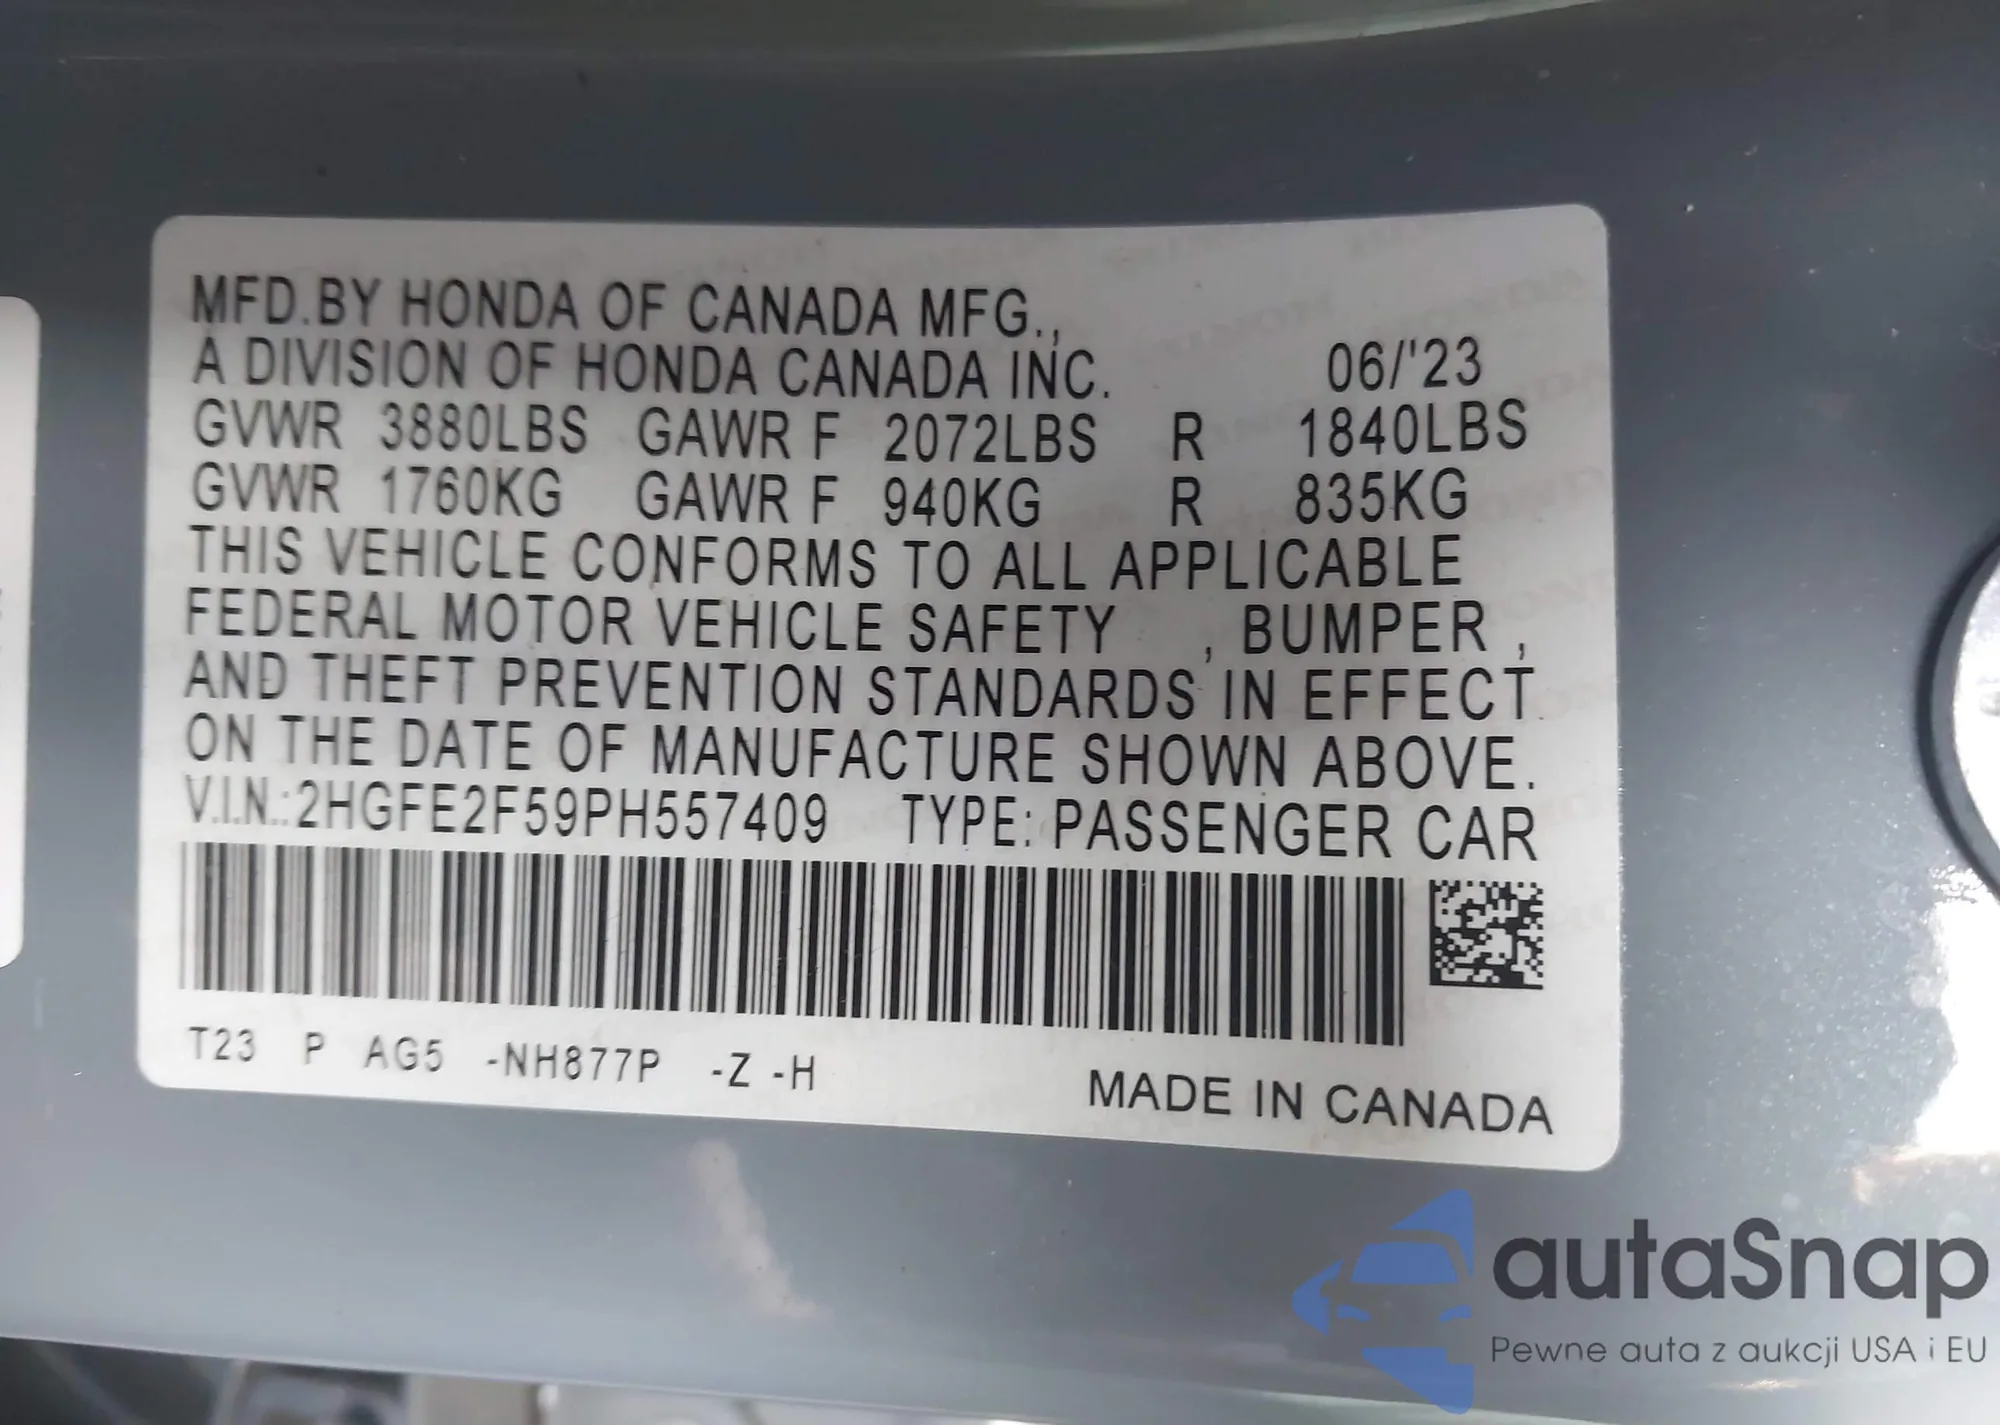 MFD.BY HONDA OF CANADA MFG.,
A DIVISION OF HONDA CANADA INC. 06/'23
GVWR 3880LBS GAWR F 2072LBS R 1840LBS
GVWR 1760KG GAWR F 940KG R 835KG
THIS VEHICLE CONFORMS TO ALL APPLICABLE
FEDERAL MOTOR VEHICLE SAFETY , BUMPER ,
AND THEFT PREVENTION STANDARDS IN EFFECT
ON THE DATE OF MANUFACTURE SHOWN ABOVE.
V.I.N.:2HGFE2F59PH557409 TYPE: PASSENGER CAR
T23 P AG5 -NH877P -Z -H
MADE IN CANADA
autaSnap
Pewne auta z aukcji USA i EU